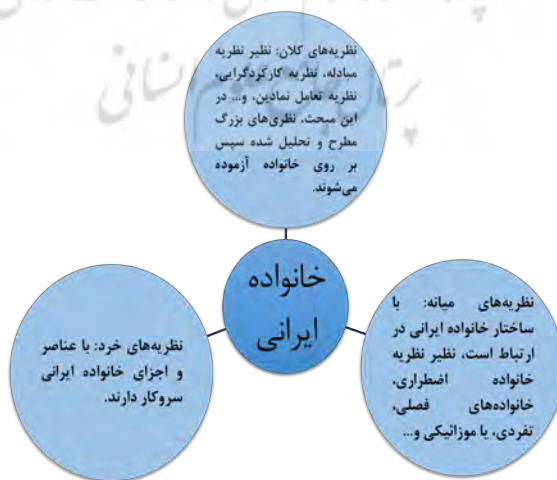 نظریه‌های کلان: نظیر نظریه
مبادله، نظریه کارکردگرایی،
نظریه تعامل نمادین، و... در
این مبحث، نظری‌های بزرگ
مطرح و تحلیل شده سپس
بر روی خانواده آزموده
می‌شوند.
خانواده
ایرانی
نظریه‌های میانه: با
ساختار خانواده ایرانی در
ارتباط است، نظیر نظریه
خانواده اضطراری،
خانواده‌های فصلی،
تفردی، یا موزائیکی و...
نظریه‌های خرد: با عناصر
و اجزای خانواده ایرانی
سروکار دارند.